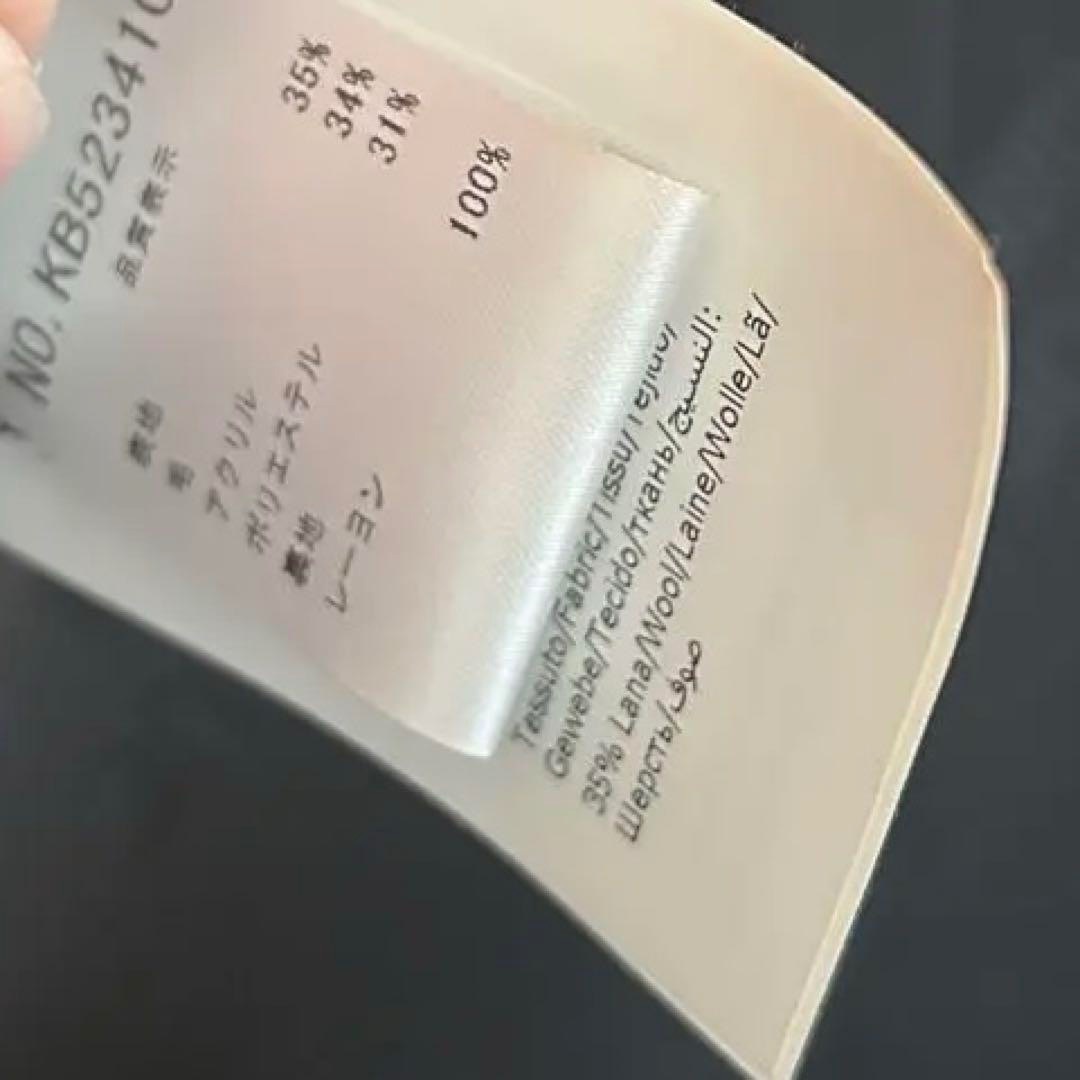 NO. KB523410
品質表示
表地
毛 35%
アクリル 34%
ポリエステル 31%
裏地
レーヨン 100%
Tessuto/Fabric/Tissu/Tejido/
Gewebe/Tecido/ткань/النسيج:
35% Lana/Wool/Laine/Wolle/Lã/
Шерсть/صوف